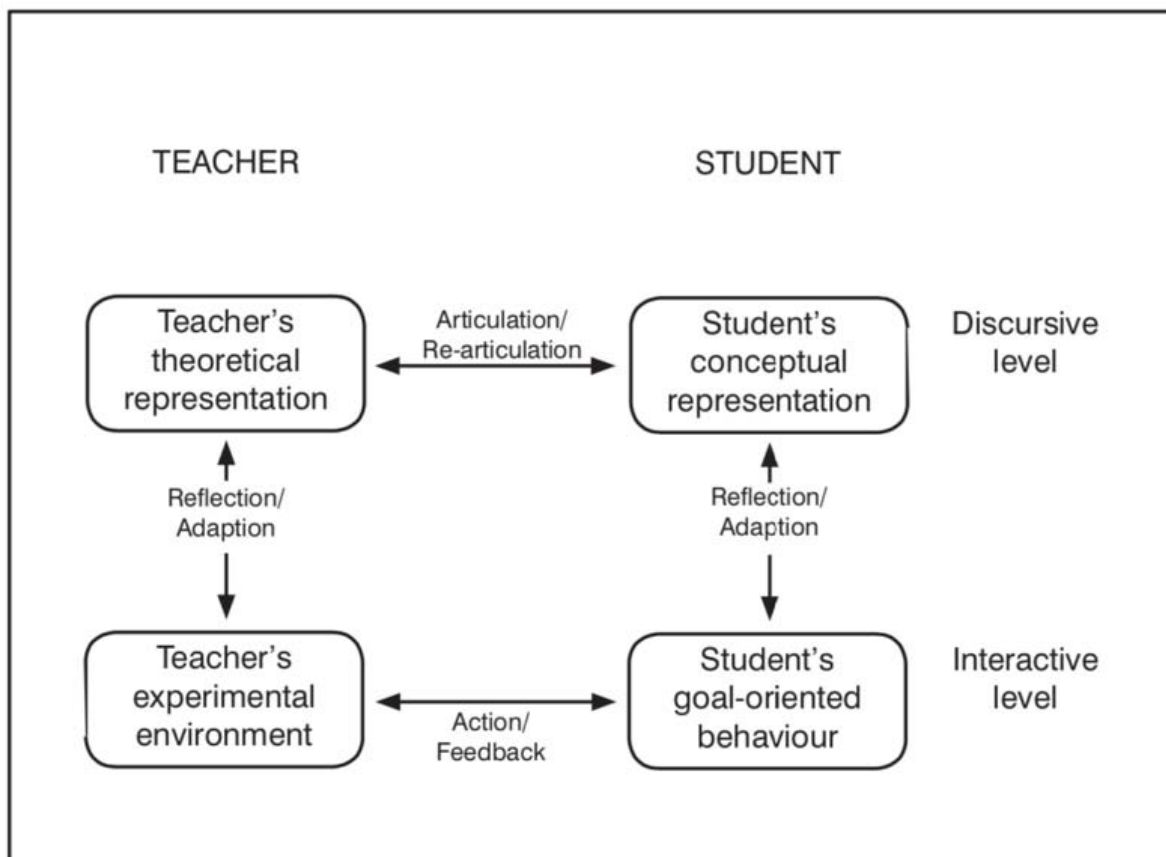 TEACHER
STUDENT
Teacher's
theoretical
representation
Articulation/
Re-articulation
Student's
conceptual
representation
Discursive
level
Reflection/
Adaption
Reflection/
Adaption
Teacher's
experimental
environment
Action/
Feedback
Student's
goal-oriented
behaviour
Interactive
level